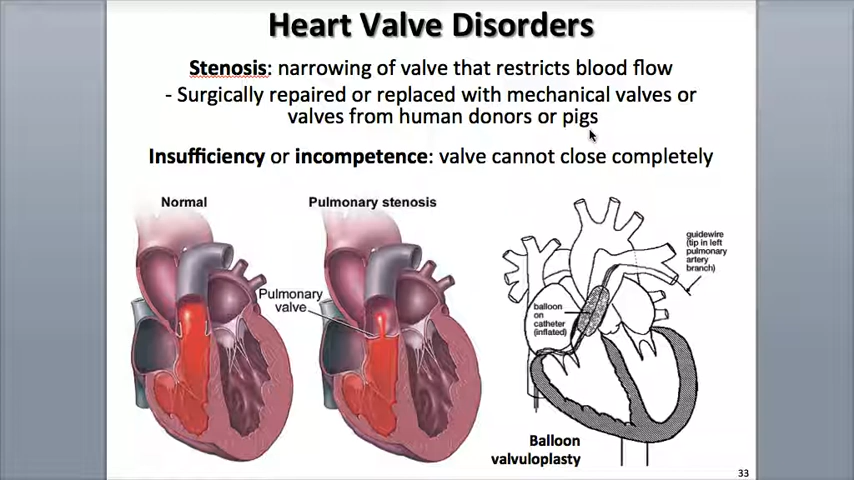 Heart Valve Disorders
Stenosis: narrowing of valve that restricts blood flow
- Surgically repaired or replaced with mechanical valves or
valves from human donors or pigs
Insufficiency or incompetence: valve cannot close completely
Normal
Pulmonary stenosis
Pulmonary
valve
guidewire
(tip in left
pulmonary
artery
branch)
balloon
on
catheter
(inflated)
Balloon
valvuloplasty
33